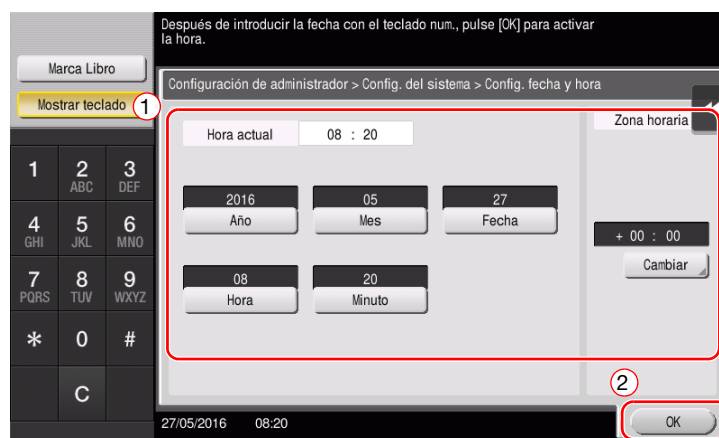 Después de introducir la fecha con el teclado num., pulse [OK] para activar
la hora.
Marca Libro
Mostrar teclado
1
Configuración de administrador > Config. del sistema > Config. fecha y hora
Hora actual
08 : 20
Zona horaria
2016
05
27
Año
Mes
Fecha
+ 00 : 00
Cambiar
08
20
Hora
Minuto
1
2
ABC
3
DEF
4
GHI
5
JKL
6
MNO
7
PQRS
8
TUV
9
WXYZ
*
0
#
C
2
27/05/2016 08:20
OK